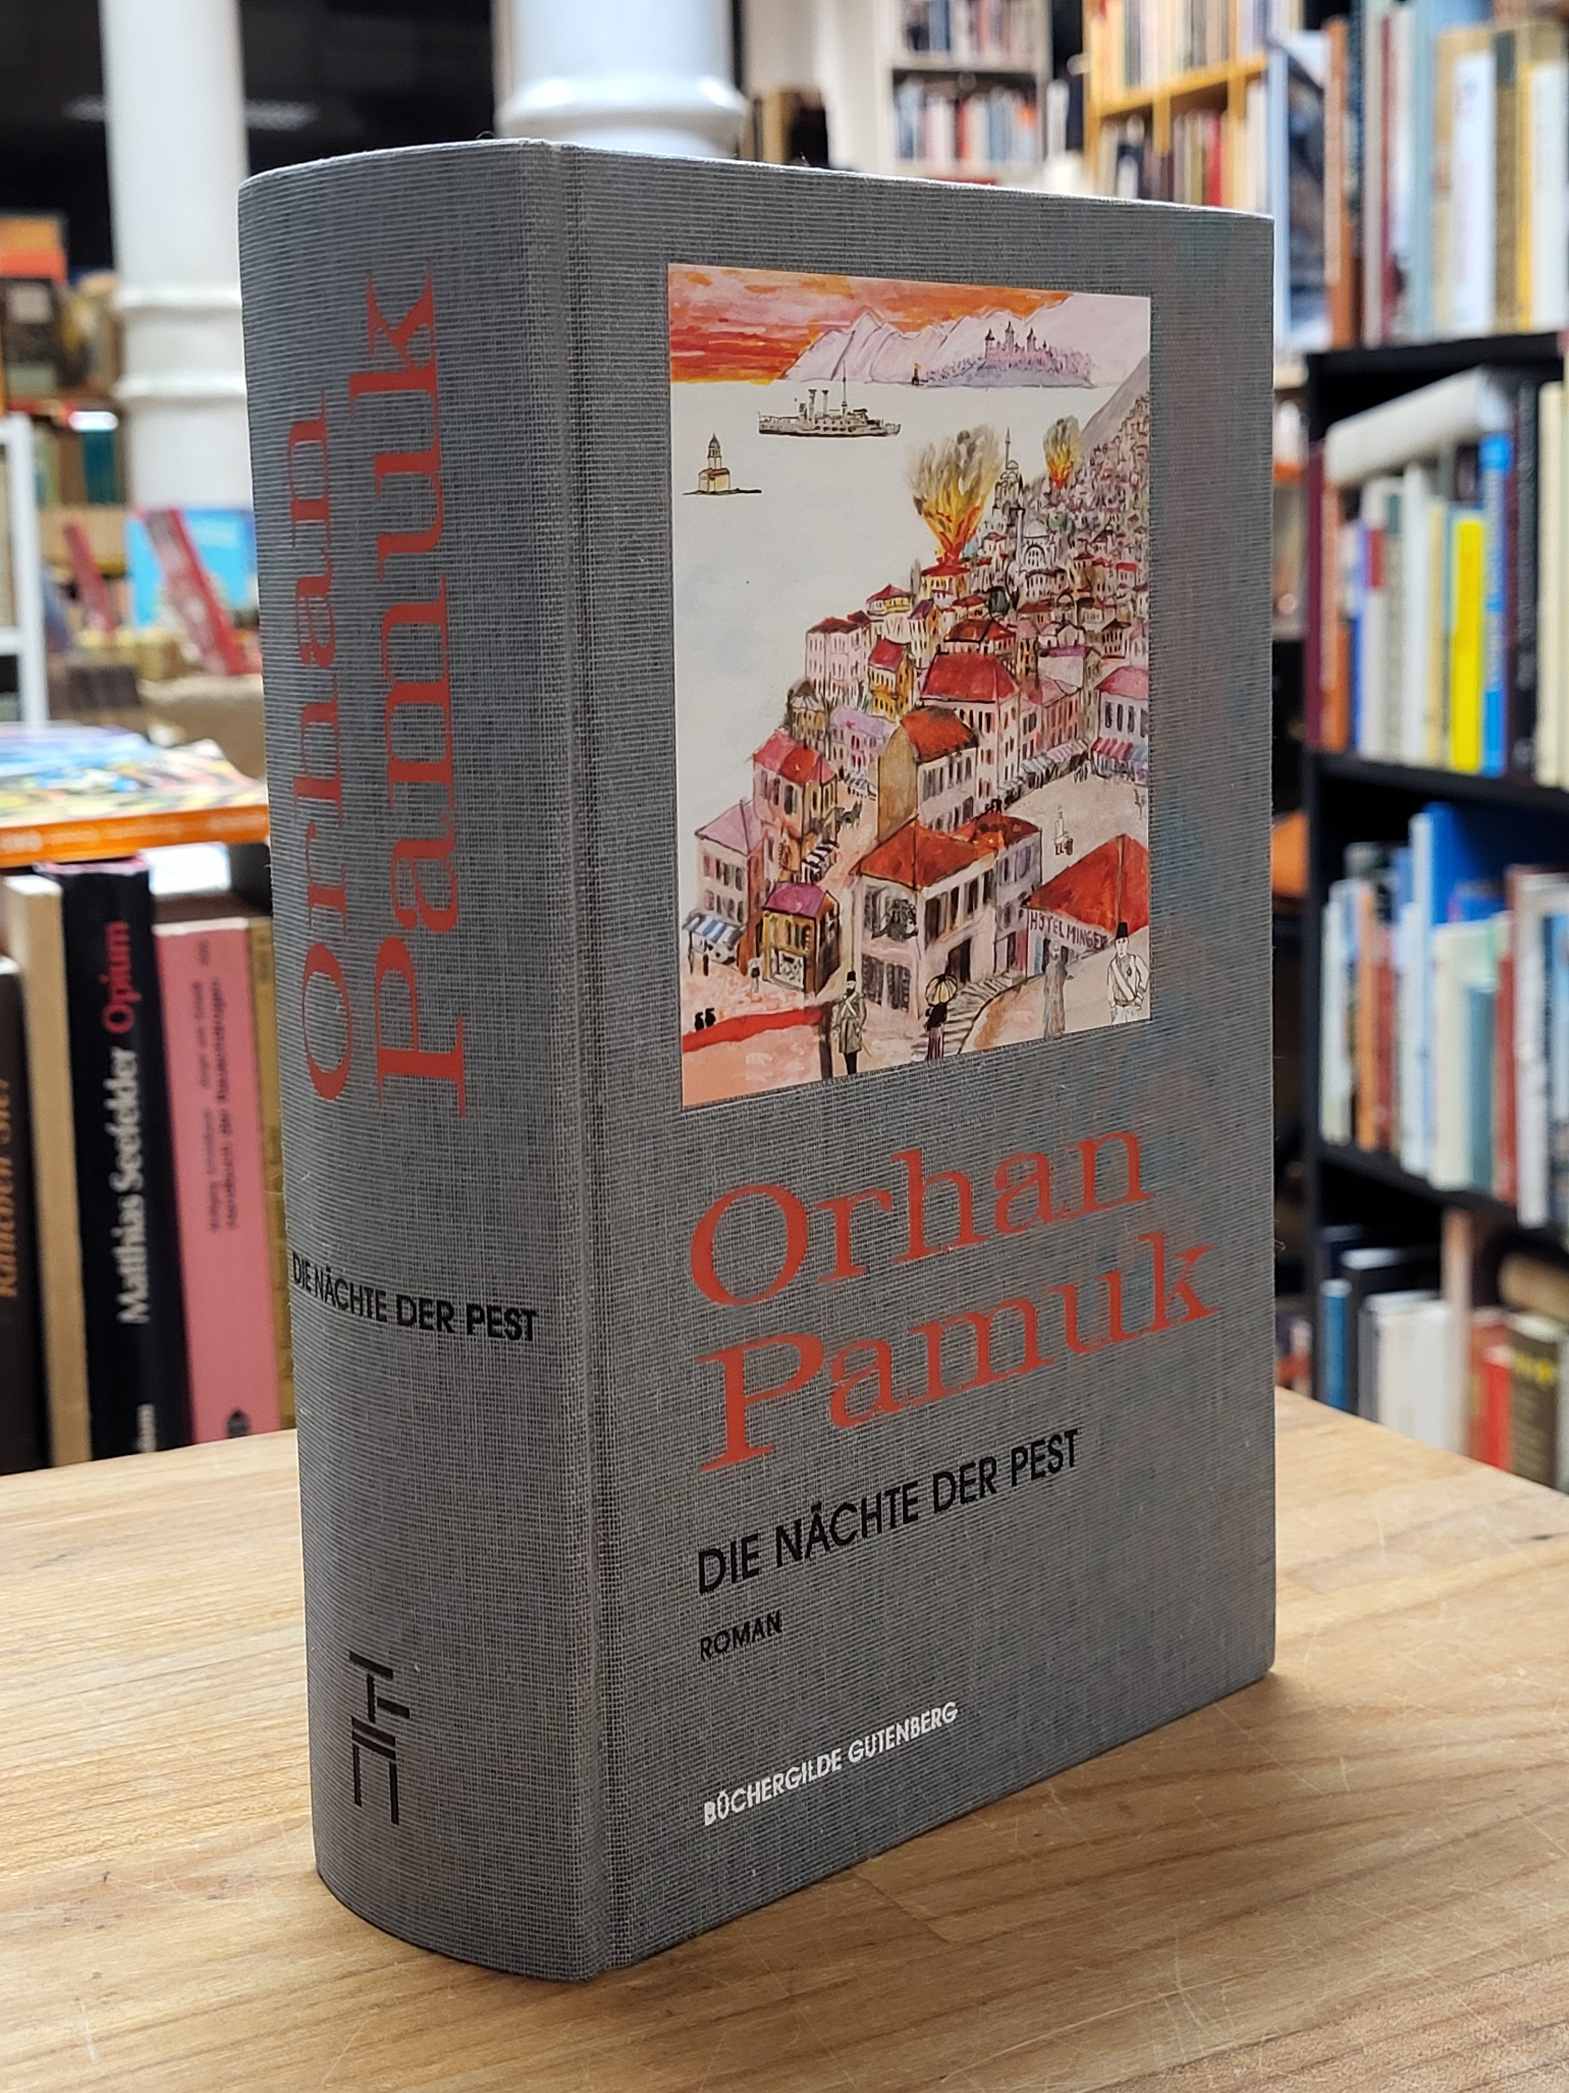 Orhan
Pamuk
DIE NÄCHTE DER PEST
HOTEL MINGER
Orhan
Pamuk
DIE NÄCHTE DER PEST
ROMAN
BÜCHERGILDE GUTENBERG
Mathias Seefelder Opium